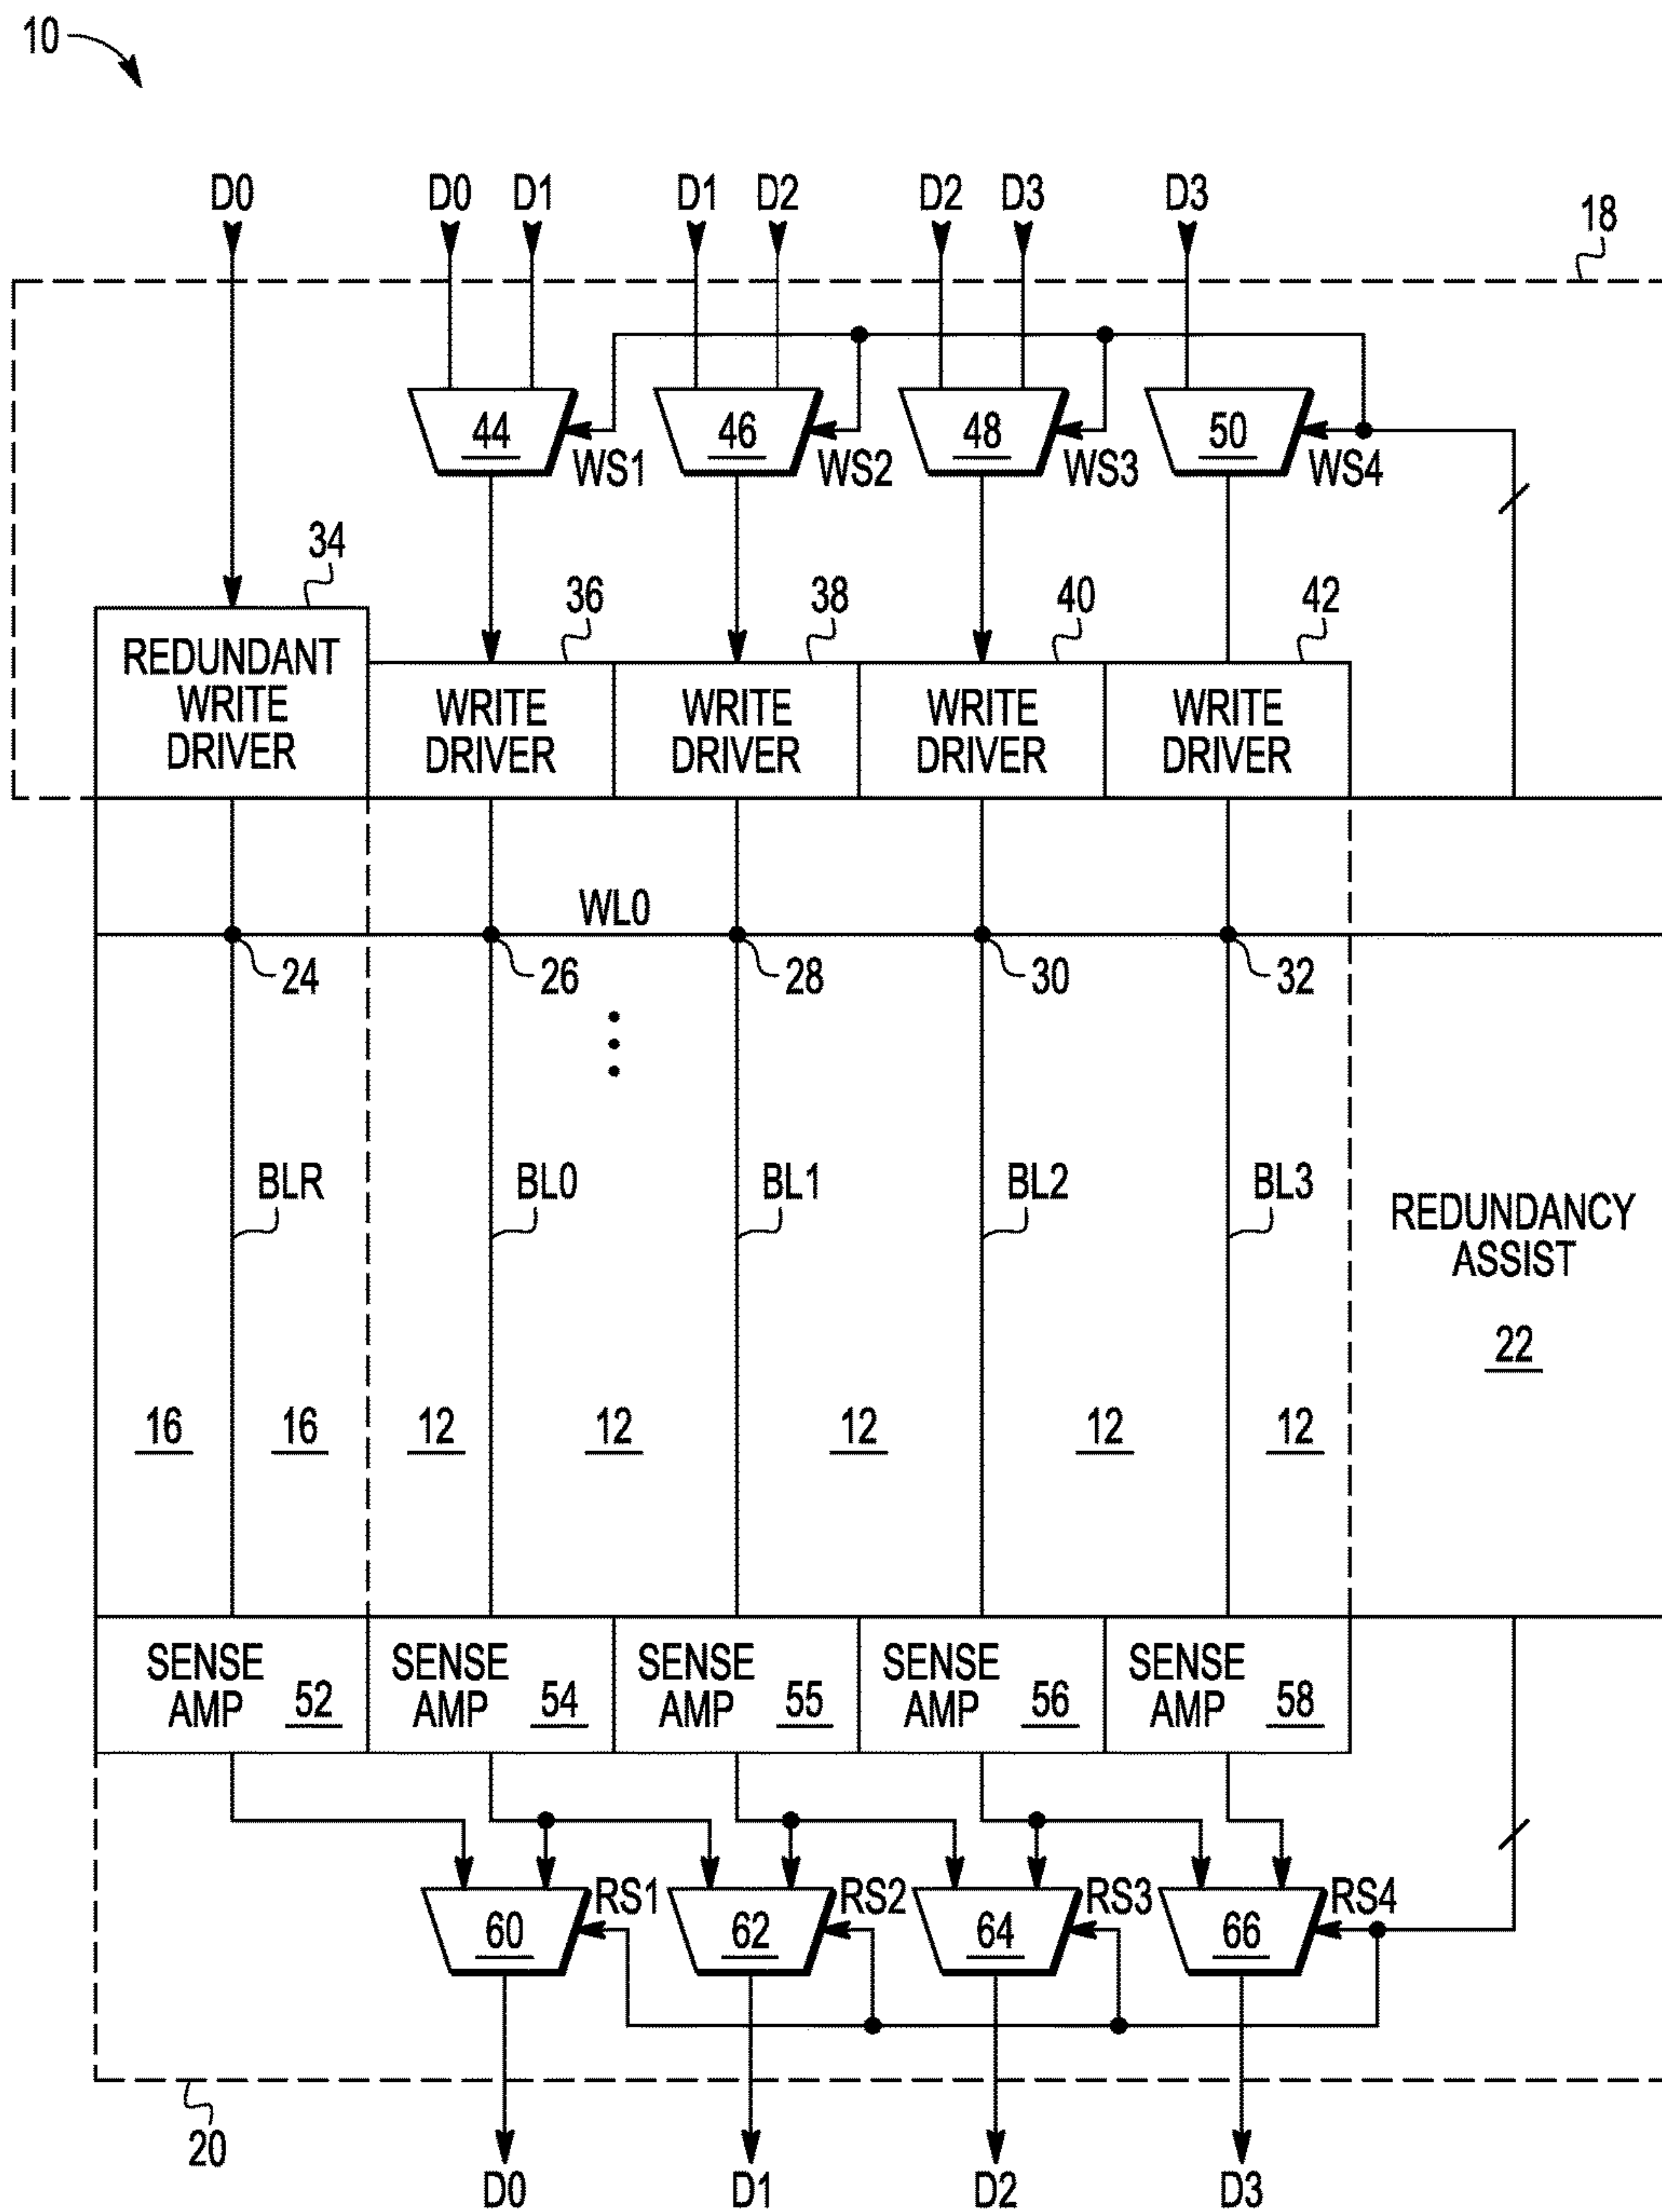 10
D0 D0 D1 D1 D2 D2 D3 D3
18
44 46 48 50
WS1 WS2 WS3 WS4
34
36 38 40 42
REDUNDANT
WRITE
DRIVER
WRITE
DRIVER
WRITE
DRIVER
WRITE
DRIVER
WRITE
DRIVER
WL0
24 26 28 30 32
BLR BL0 BL1 BL2 BL3
REDUNDANCY
ASSIST
22
16 16 12 12 12 12 12
SENSE
AMP 52
SENSE
AMP 54
SENSE
AMP 55
SENSE
AMP 56
SENSE
AMP 58
RS1 RS2 RS3 RS4
60 62 64 66
20
D0 D1 D2 D3